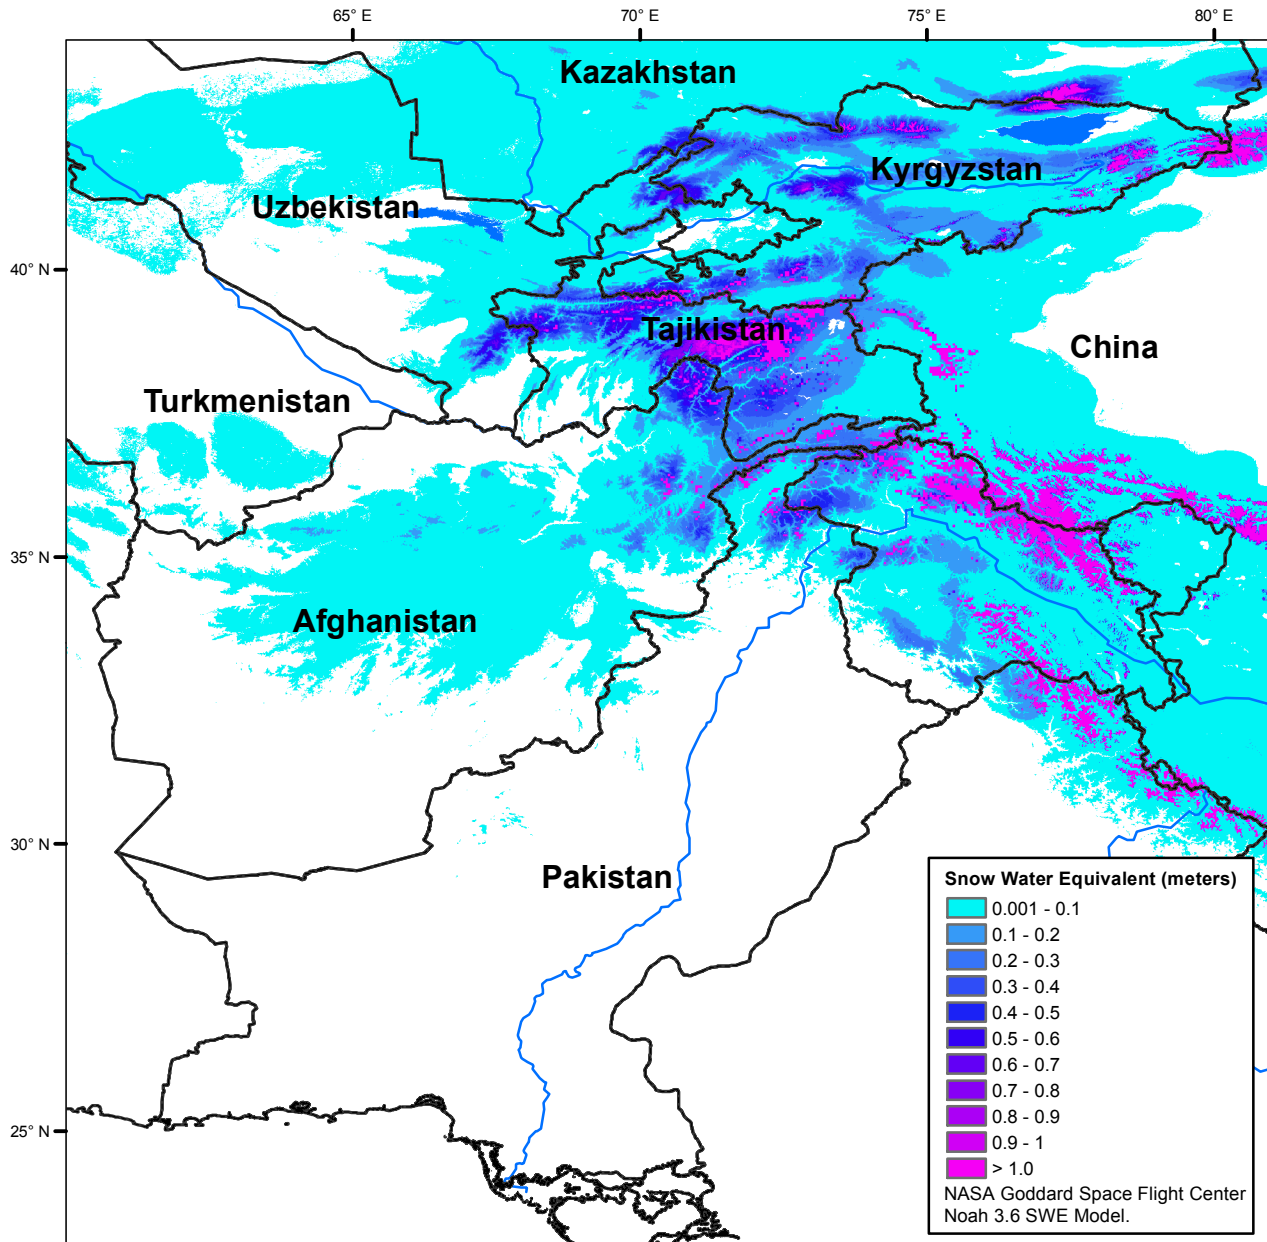 65° E
70° E
75° E
80° E
Kazakhstan
Kyrgyzstan
Uzbekistan
40° N
Tajikistan
China
Turkmenistan
35° N
Afghanistan
30° N
Pakistan
Snow Water Equivalent (meters)
0.001 - 0.1
0.1 - 0.2
0.2 - 0.3
0.3 - 0.4
0.4 - 0.5
0.5 - 0.6
0.6 - 0.7
0.7 - 0.8
0.8 - 0.9
0.9 - 1
> 1.0
NASA Goddard Space Flight Center
Noah 3.6 SWE Model.
25° N